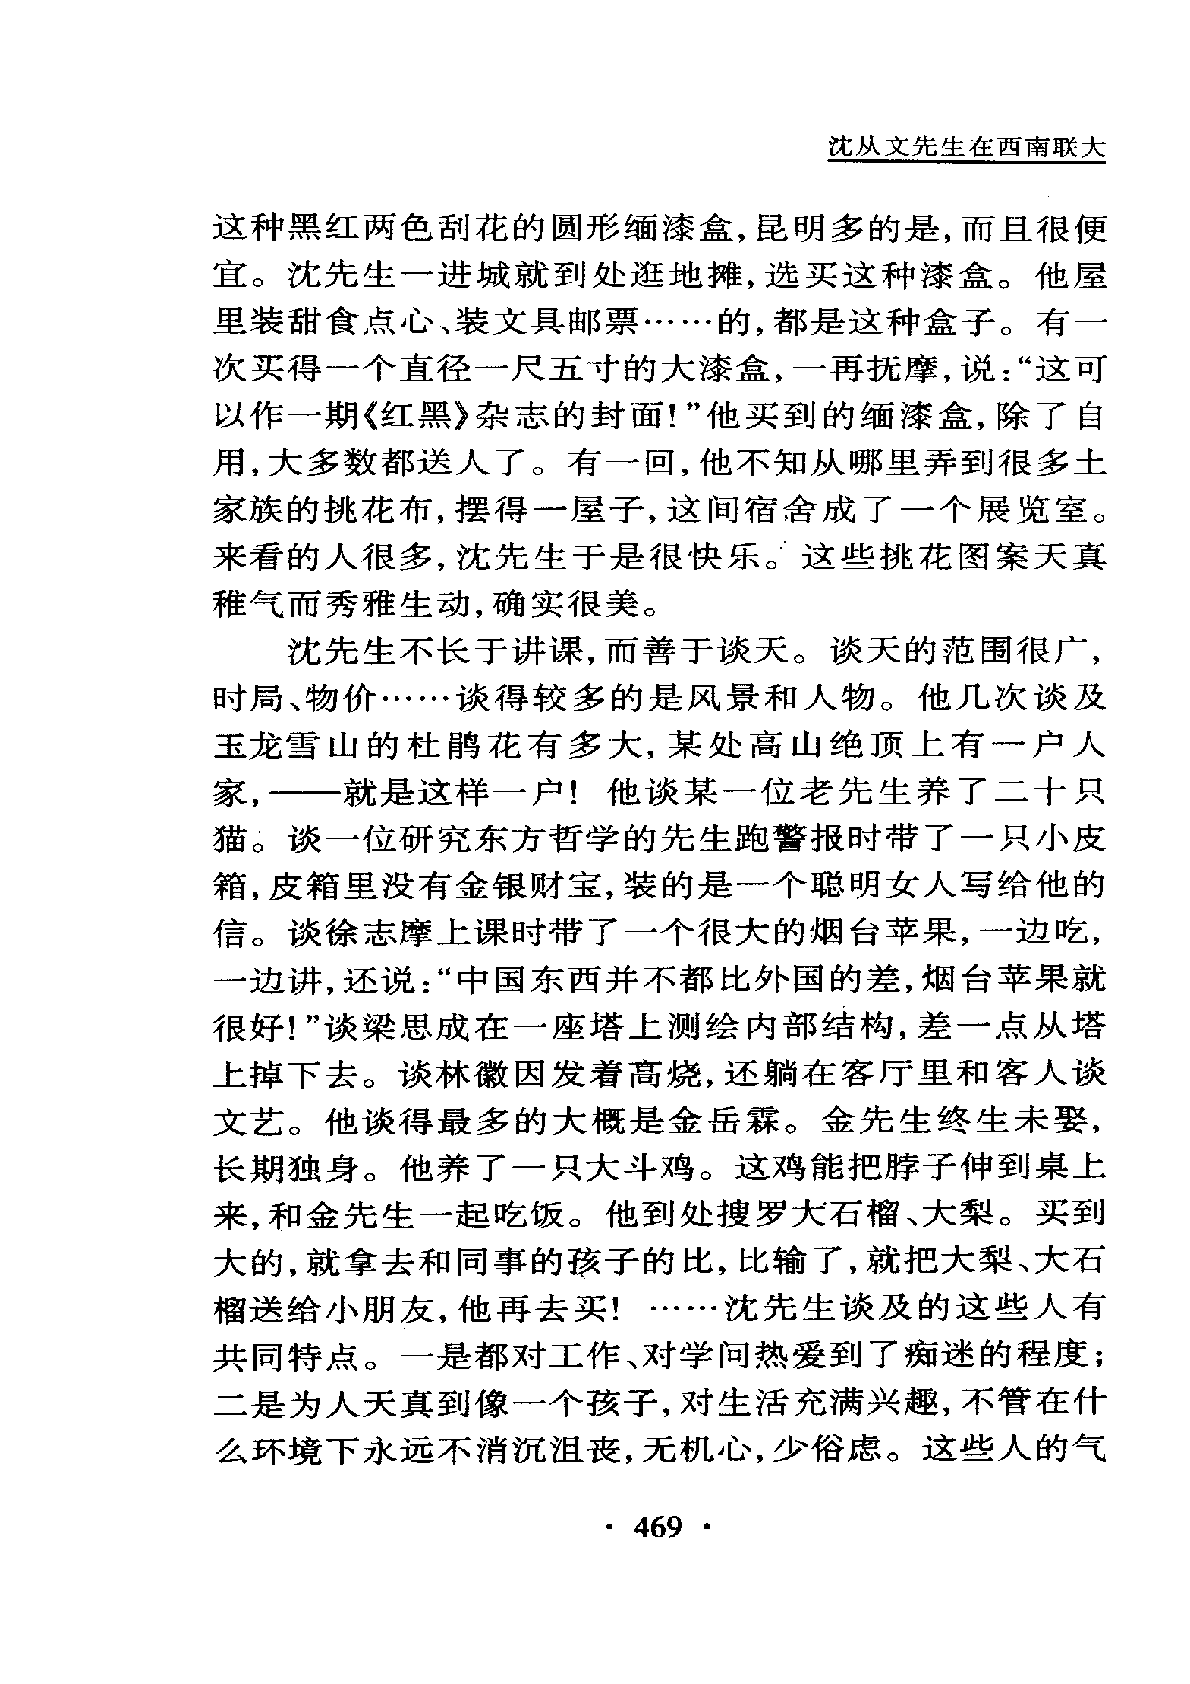 沈从文先生在西南联大
这种黑红两色刮花的圆形缅漆盒，昆明多的是，而且很便
宜。沈先生一进城就到处逛地摊，选买这种漆盒。他屋
里装甜食点心、装文具邮票……的，都是这种盒子。有一
次买得一个直径一尺五寸的大漆盒，一再抚摩，说：“这可
以作一期《红黑》杂志的封面！”他买到的缅漆盒，除了自
用，大多数都送人了。有一回，他不知从哪里弄到很多土
家族的挑花布，摆得一屋子，这间宿舍成了一个展览室。
来看的人很多，沈先生于是很快乐。这些挑花图案天真
稚气而秀雅生动，确实很美。
沈先生不长于讲课，而善于谈天。谈天的范围很广，
时局、物价……谈得较多的是风景和人物。他几次谈及
玉龙雪山的杜鹃花有多大，某处高山绝顶上有一户人
家，——就是这样一户！他谈某一位老先生养了二十只
猫。谈一位研究东方哲学的先生跑警报时带了一只小皮
箱，皮箱里没有金银财宝，装的是一个聪明女人写给他的
信。谈徐志摩上课时带了一个很大的烟台苹果，一边吃，
一边讲，还说：“中国东西并不都比外国的差，烟台苹果就
很好！”谈梁思成在一座塔上测绘内部结构，差一点从塔
上掉下去。谈林徽因发着高烧，还躺在客厅里和客人谈
文艺。他谈得最多的大概是金岳霖。金先生终生未娶，
长期独身。他养了一只大斗鸡。这鸡能把脖子伸到桌上
来，和金先生一起吃饭。他到处搜罗大石榴、大梨。买到
大的，就拿去和同事的孩子的比，比输了，就把大梨、大石
榴送给小朋友，他再去买！……沈先生谈及的这些人有
共同特点。一是都对工作、对学问热爱到了痴迷的程度；
二是为人天真到像一个孩子，对生活充满兴趣，不管在什
么环境下永远不消沉沮丧，无机心，少俗虑。这些人的气
· 469 ·